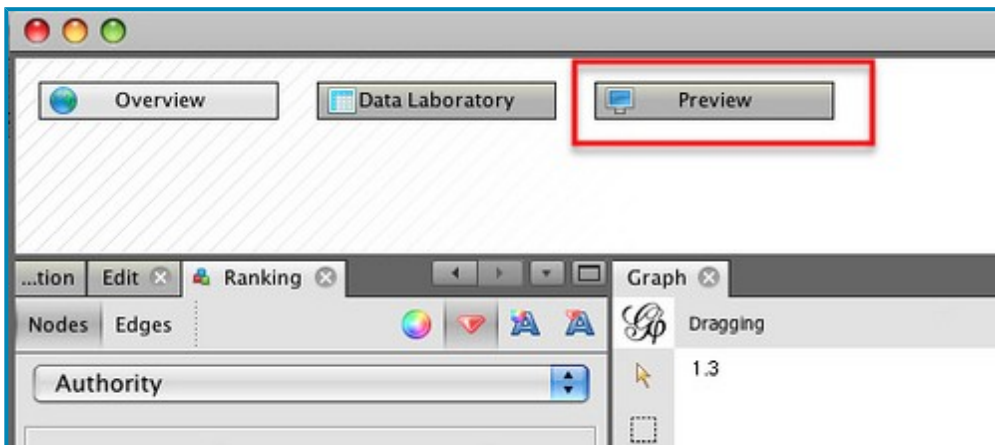 Overview Data Laboratory Preview
...tion Edit Ranking Graph
Nodes Edges Dragging
Authority 1.3